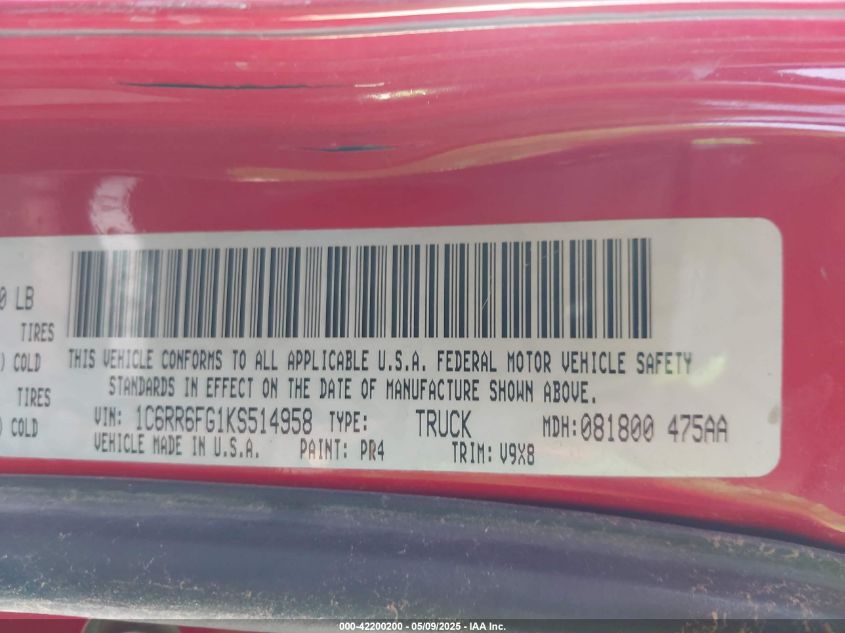 0 LB
TIRES
) COLD
TIRES
) COLD
THIS VEHICLE CONFORMS TO ALL APPLICABLE U.S.A. FEDERAL MOTOR VEHICLE SAFETY
STANDARDS IN EFFECT ON THE DATE OF MANUFACTURE SHOWN ABOVE.
VIN: 1C6RR6FG1KS514958 TYPE: TRUCK MDH:081800 475AA
VEHICLE MADE IN U.S.A. PAINT: PR4 TRIM: V9X8
000-42200200 - 05/09/2025 - IAA Inc.